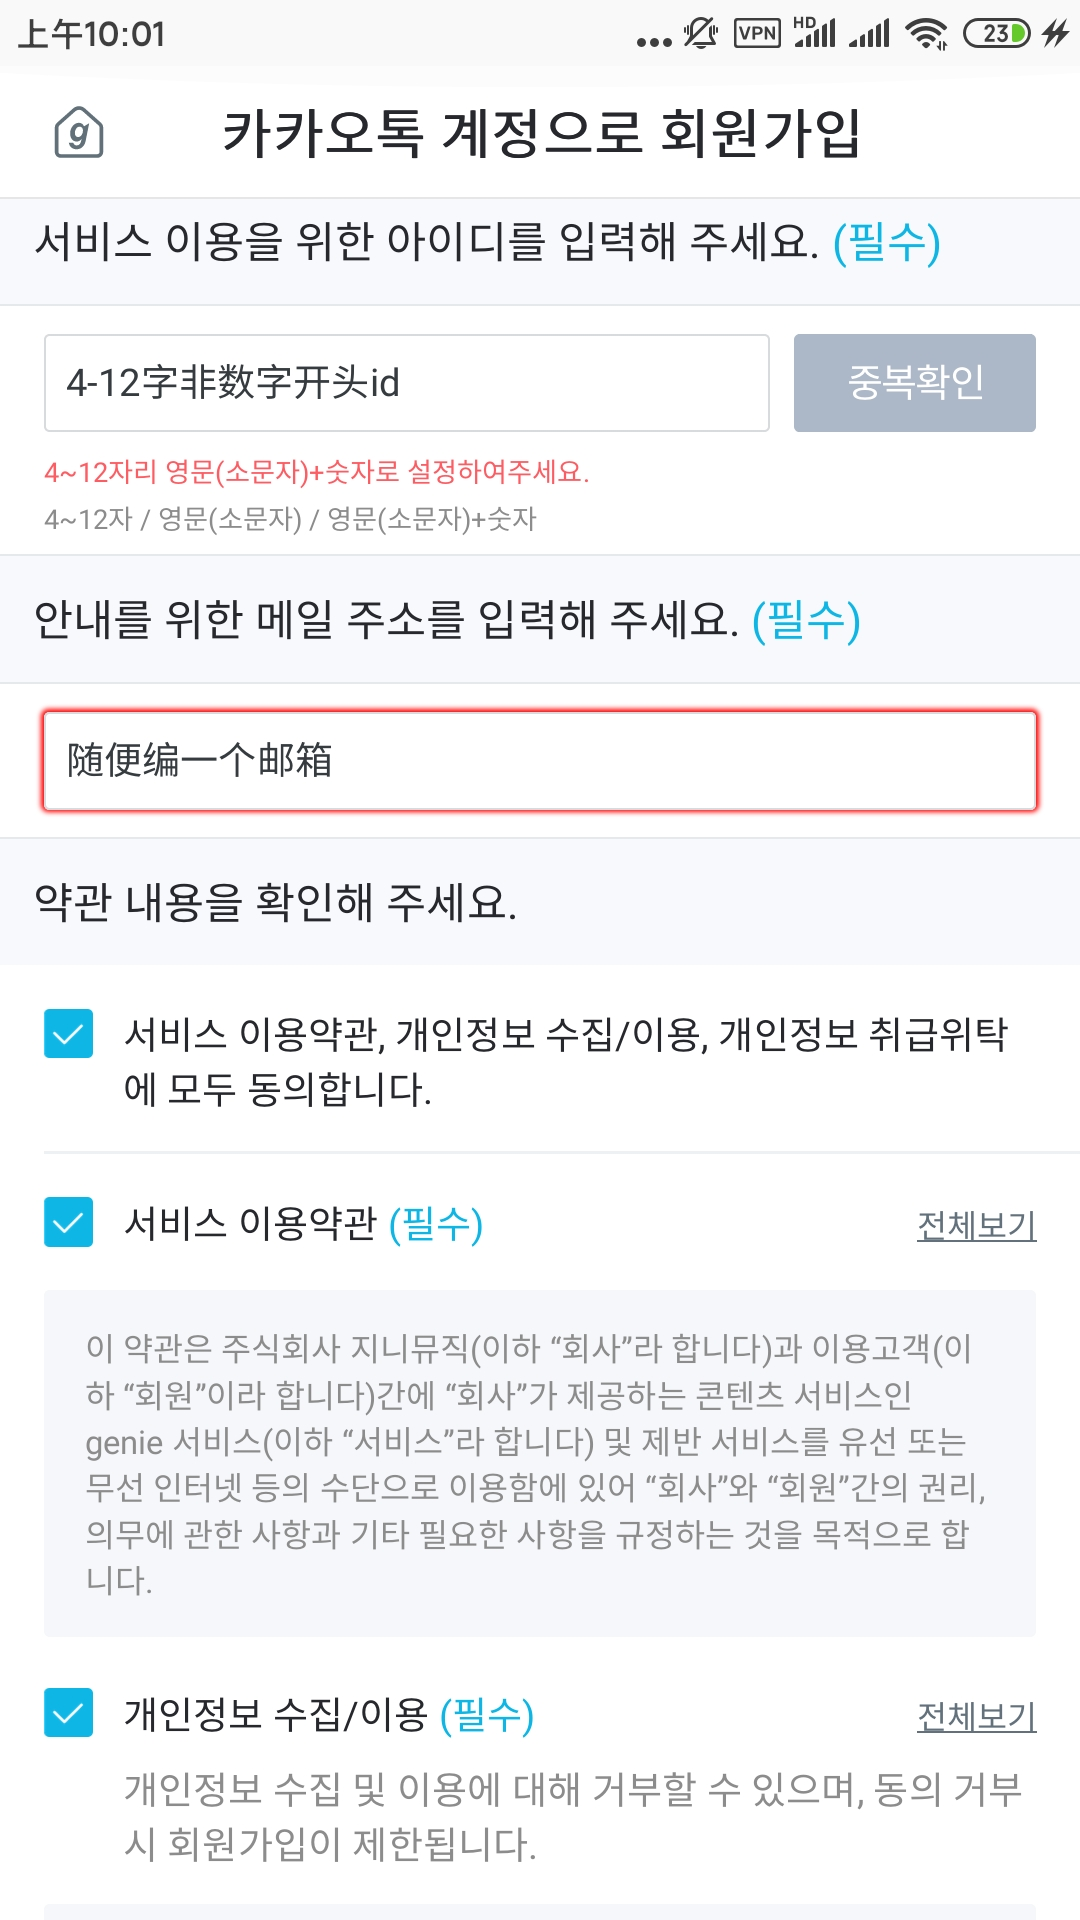 上午10:01
VPN HD 23
g
카카오톡 계정으로 회원가입
서비스 이용을 위한 아이디를 입력해 주세요. (필수)
4-12字非数字开头id
중복확인
4~12자리 영문(소문자)+숫자로 설정하여주세요.
4~12자 / 영문(소문자) / 영문(소문자)+숫자
안내를 위한 메일 주소를 입력해 주세요. (필수)
随便编一个邮箱
약관 내용을 확인해 주세요.
서비스 이용약관, 개인정보 수집/이용, 개인정보 취급위탁
에 모두 동의합니다.
서비스 이용약관 (필수)
전체보기
이 약관은 주식회사 지니뮤직(이하 “회사”라 합니다)과 이용고객(이
하 “회원”이라 합니다)간에 “회사”가 제공하는 콘텐츠 서비스인
genie 서비스(이하 “서비스”라 합니다) 및 제반 서비스를 유선 또는
무선 인터넷 등의 수단으로 이용함에 있어 “회사”와 “회원”간의 권리,
의무에 관한 사항과 기타 필요한 사항을 규정하는 것을 목적으로 합
니다.
개인정보 수집/이용 (필수)
전체보기
개인정보 수집 및 이용에 대해 거부할 수 있으며, 동의 거부
시 회원가입이 제한됩니다.